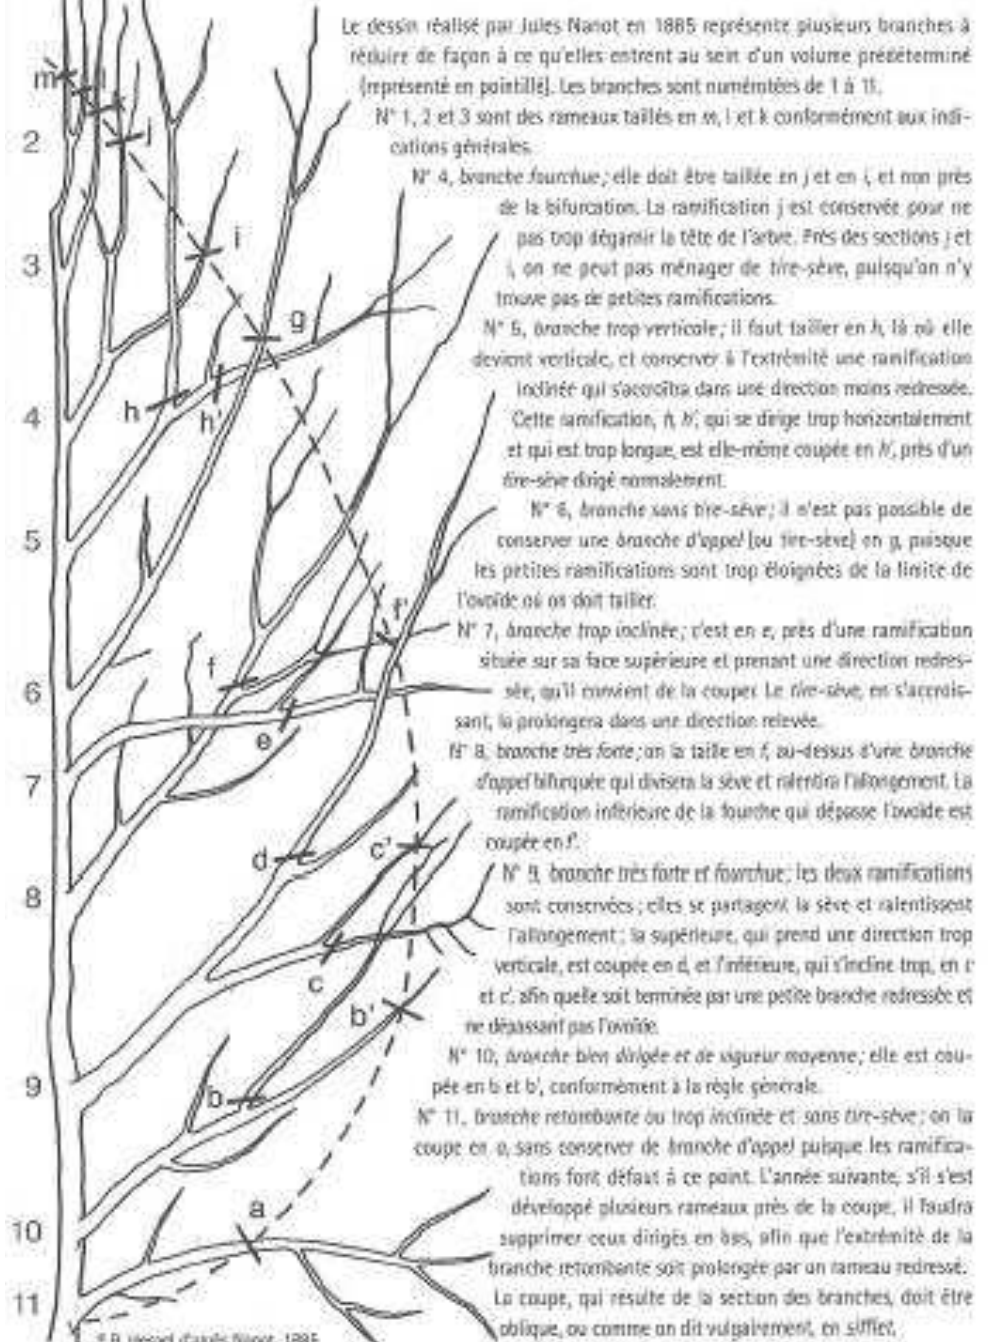 Le dessin réalisé par Jules Nanot en 1885 représente plusieurs branches à
réduire de façon à ce qu'elles entrent au sein d'un volume prédéterminé
(représenté en pointillé). Les branches sont numérotées de 1 à 11.
N° 1, 2 et 3 sont des rameaux taillés en m, l et k conformément aux indi-
cations générales.
N° 4, branche fourchue ; elle doit être taillée en j et en i, et non près
de la bifurcation. La ramification j est conservée pour ne
pas trop dégarnir la tête de l'arbre. Près des sections j et
i, on ne peut pas ménager de tire-sève, puisqu'on n'y
trouve pas de petites ramifications.
N° 5, branche trop verticale ; il faut tailler en h, là où elle
devient verticale, et conserver à l'extrémité une ramification
inclinée qui s'accroîtra dans une direction moins redressée.
Cette ramification, h, h', qui se dirige trop horizontalement
et qui est trop longue, est elle-même coupée en h', près d'un
tire-sève dirigé normalement.
N° 6, branche sans tire-sève ; il n'est pas possible de
conserver une branche d'appel (ou tire-sève) en g, puisque
les petites ramifications sont trop éloignées de la limite de
l'ovoïde où on doit tailler.
N° 7, branche trop inclinée ; c'est en e, près d'une ramification
située sur sa face supérieure et prenant une direction redres-
sée, qu'il convient de la couper. Le tire-sève, en s'accrois-
sant, la prolongera dans une direction relevée.
N° 8, branche très forte ; on la taille en f, au-dessus d'une branche
d'appel bifurquée qui divisera la sève et ralentira l'allongement. La
ramification inférieure de la fourche qui dépasse l'ovoïde est
coupée en f'.
N° 9, branche très forte et fourchue ; les deux ramifications
sont conservées ; elles se partagent la sève et ralentissent
l'allongement ; la supérieure, qui prend une direction trop
verticale, est coupée en d, et l'inférieure, qui s'incline trop, en c
et c', afin quelle soit terminée par une petite branche redressée et
ne dépassant pas l'ovoïde.
N° 10, branche bien dirigée et de vigueur moyenne ; elle est cou-
pée en b et b', conformément à la règle générale.
N° 11, branche retombante ou trop inclinée et sans tire-sève ; on la
coupe en a, sans conserver de branche d'appel puisque les ramifica-
tions font défaut à ce point. L'année suivante, s'il s'est
développé plusieurs rameaux près de la coupe, il faudra
supprimer ceux dirigés en bas, afin que l'extrémité de la
branche retombante soit prolongée par un rameau redressé.
La coupe, qui résulte de la section des branches, doit être
oblique, ou comme on dit vulgairement, en sifflet.
m
l
j
2
i
3
g
h
h'
4
5
f'
f
6
e
7
d
c'
8
c
b'
9
b
a
10
11
d'après Nanot, 1885